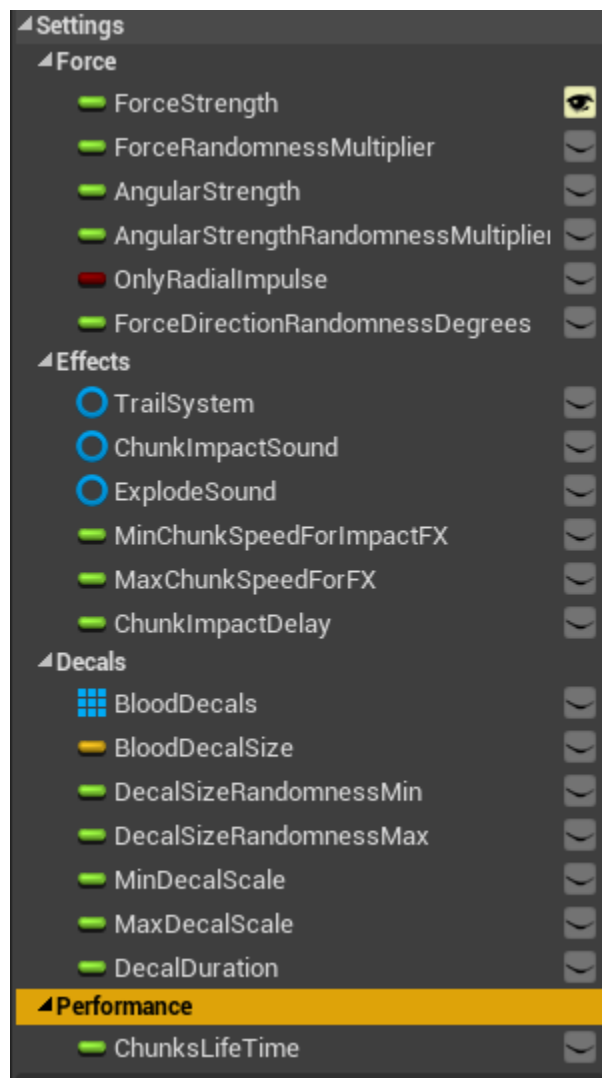 Settings
Force
ForceStrength
ForceRandomnessMultiplier
AngularStrength
AngularStrengthRandomnessMultiplier
OnlyRadialImpulse
ForceDirectionRandomnessDegrees
Effects
TrailSystem
ChunkImpactSound
ExplodeSound
MinChunkSpeedForImpactFX
MaxChunkSpeedForFX
ChunkImpactDelay
Decals
BloodDecals
BloodDecalSize
DecalSizeRandomnessMin
DecalSizeRandomnessMax
MinDecalScale
MaxDecalScale
DecalDuration
Performance
ChunksLifeTime